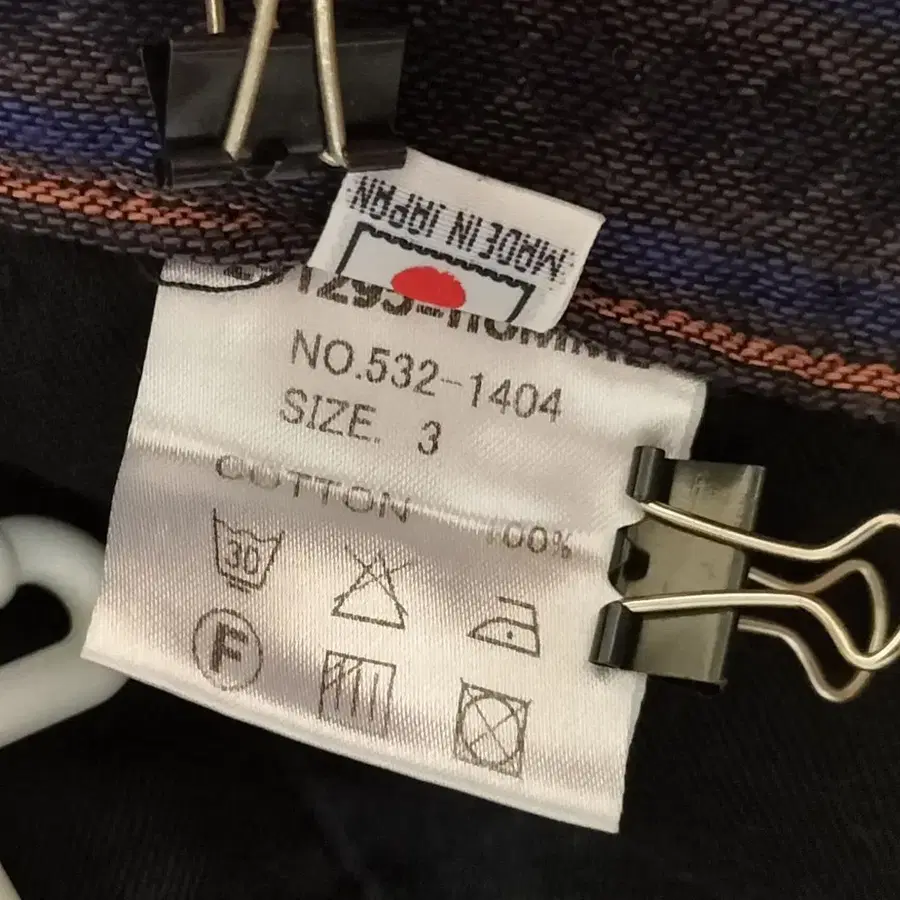 MADE IN JAPAN
NO.532-1404
SIZE. 3
COTTON 100%
30
F